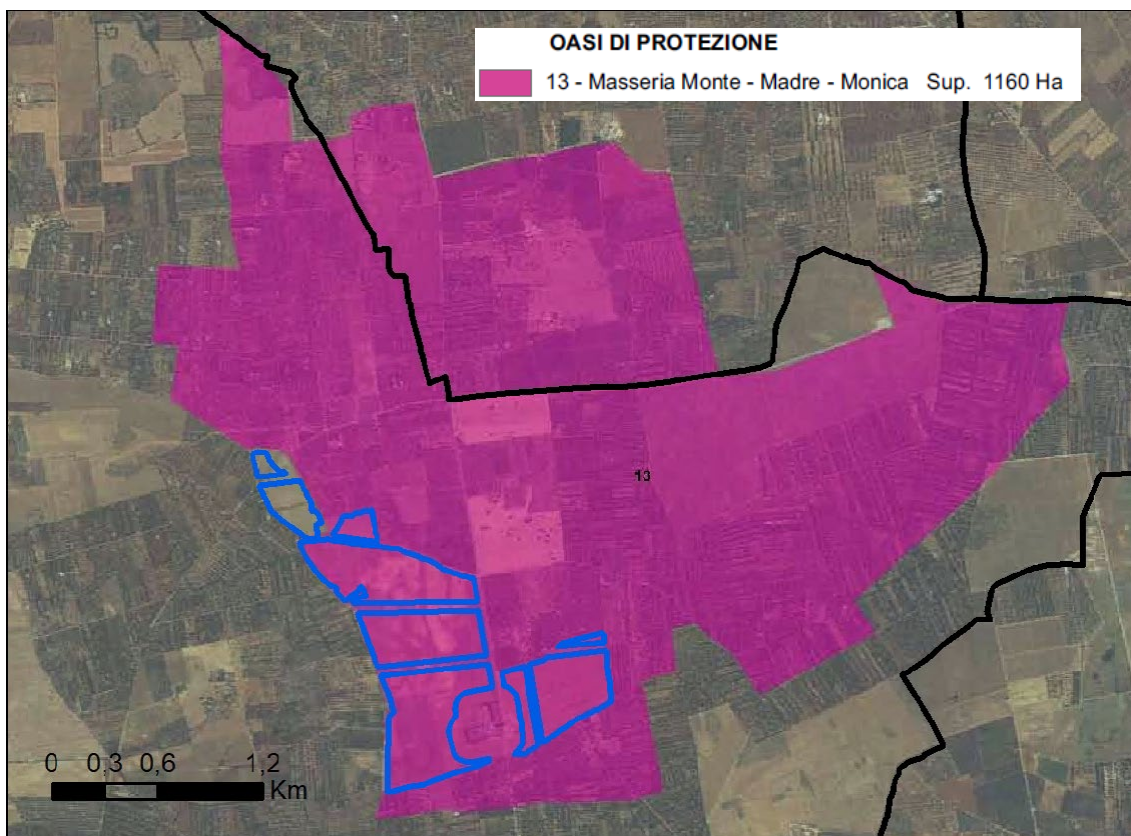 OASI DI PROTEZIONE
13 - Masseria Monte - Madre - Monica Sup. 1160 Ha
13
0 0,3 0,6 1,2
Km